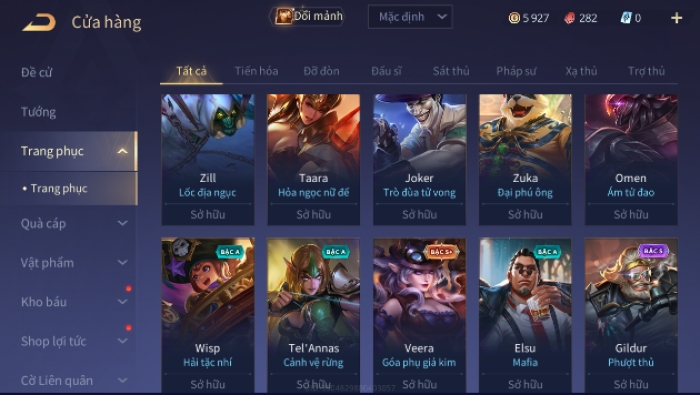 Cửa hàng
Đổi mảnh
Mặc định
5 927
282
0
Đề cử
Tướng
Trang phục
• Trang phục
Quà cáp
Vật phẩm
Kho báu
Shop lợi tức
Cờ Liên quân
Tất cả Tiến hóa Đỡ đòn Đấu sĩ Sát thủ Pháp sư Xạ thủ Trợ thủ
Zill
Lốc địa ngục
Sở hữu
Taara
Hỏa ngọc nữ đế
Sở hữu
Joker
Trò đùa tử vong
Sở hữu
Zuka
Đại phú ông
Sở hữu
Omen
Ám tử đao
Sở hữu
BẬC A
Wisp
Hải tặc nhí
Sở hữu
BẬC A
Tel'Annas
Cảnh vệ rừng
Sở hữu
BẬC S+
Veera
Góa phụ giả kim
Sở hữu
BẬC A
Elsu
Mafia
Sở hữu
BẬC S
Gildur
Phượt thủ
Sở hữu